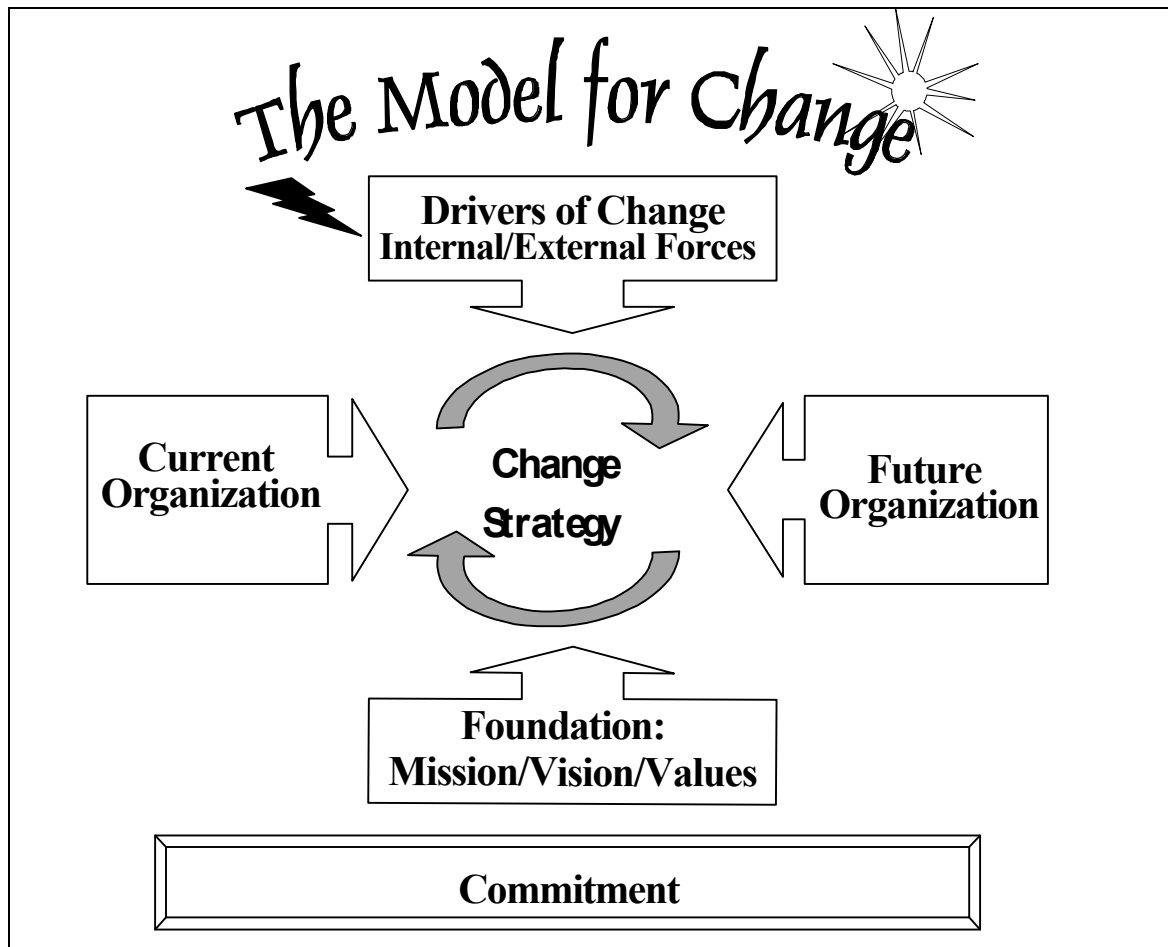 The Model for Change
Drivers of Change
Internal/External Forces
Current
Organization
Change
Strategy
Future
Organization
Foundation:
Mission/Vision/Values
Commitment